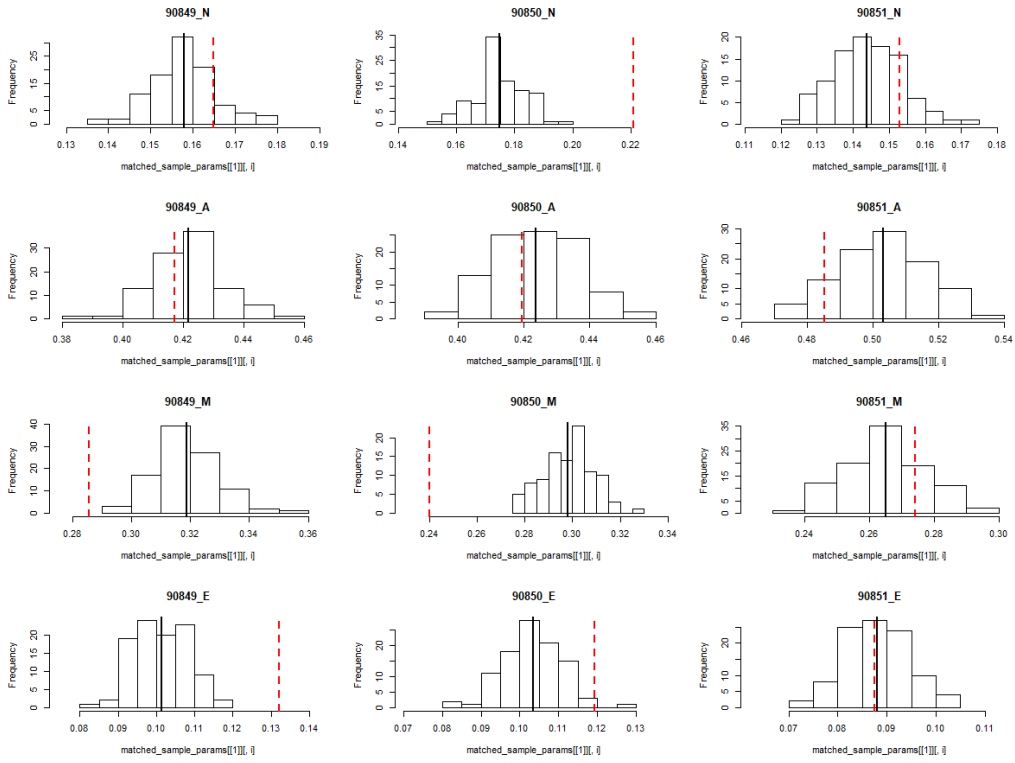 90849_N 90850_N 90851_N
Frequency 0 5 15 25 Frequency 0 5 15 25 35 Frequency 0 5 10 15 20
0.13 0.14 0.15 0.16 0.17 0.18 0.19 0.14 0.16 0.18 0.20 0.22 0.11 0.12 0.13 0.14 0.15 0.16 0.17 0.18
matched_sample_params[[1]][, i] matched_sample_params[[1]][, i] matched_sample_params[[1]][, i]
90849_A 90850_A 90851_A
Frequency 0 10 20 30 Frequency 0 5 10 20 Frequency 0 5 10 20 30
0.38 0.40 0.42 0.44 0.46 0.40 0.42 0.44 0.46 0.46 0.48 0.50 0.52 0.54
matched_sample_params[[1]][, i] matched_sample_params[[1]][, i] matched_sample_params[[1]][, i]
90849_M 90850_M 90851_M
Frequency 0 10 20 30 40 Frequency 0 5 10 20 Frequency 0 5 15 25 35
0.28 0.30 0.32 0.34 0.36 0.24 0.26 0.28 0.30 0.32 0.34 0.24 0.26 0.28 0.30
matched_sample_params[[1]][, i] matched_sample_params[[1]][, i] matched_sample_params[[1]][, i]
90849_E 90850_E 90851_E
Frequency 0 5 10 20 Frequency 0 5 10 20 Frequency 0 5 10 20
0.08 0.09 0.10 0.11 0.12 0.13 0.14 0.07 0.08 0.09 0.10 0.11 0.12 0.13 0.07 0.08 0.09 0.10 0.11
matched_sample_params[[1]][, i] matched_sample_params[[1]][, i] matched_sample_params[[1]][, i]